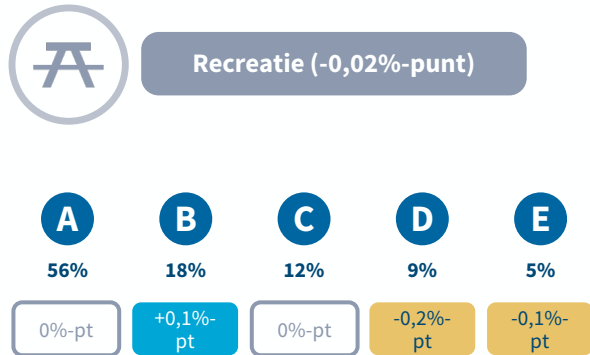 Recreatie (-0,02%-punt)
A B C D E
56% 18% 12% 9% 5%
0%-pt +0,1%-pt 0%-pt -0,2%-pt -0,1%-pt